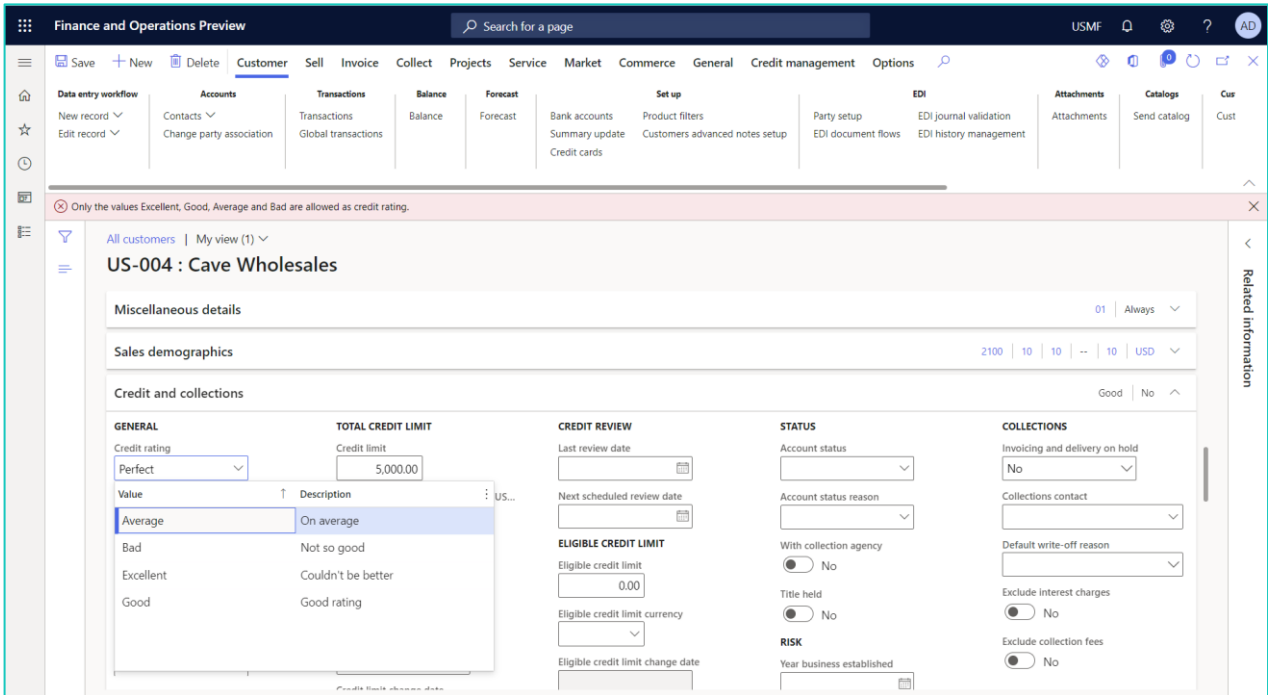 Finance and Operations Preview
Search for a page
USMF
AD
Save New Delete Customer Sell Invoice Collect Projects Service Market Commerce General Credit management Options
0
Data entry workflow Accounts Transactions Balance Forecast Set up EDI Attachments Catalogs Cus
New record Contacts Transactions Balance Forecast Bank accounts Product filters Party setup EDI journal validation Attachments Send catalog Cust
Edit record Change party association Global transactions Summary update Customers advanced notes setup EDI document flows EDI history management
Credit cards
Only the values Excellent, Good, Average and Bad are allowed as credit rating.
All customers | My view (1)
US-004 : Cave Wholesales
Related information
Miscellaneous details 01 Always
Sales demographics 2100 10 10 -- 10 USD
Credit and collections Good No
GENERAL TOTAL CREDIT LIMIT CREDIT REVIEW STATUS COLLECTIONS
Credit rating Credit limit Last review date Account status Invoicing and delivery on hold
Perfect 5,000.00 No
Value Description US... Next scheduled review date Account status reason Collections contact
Average On average
Bad Not so good ELIGIBLE CREDIT LIMIT With collection agency Default write-off reason
Eligible credit limit No
Excellent Couldn't be better 0.00
Title held Exclude interest charges
Good Good rating Eligible credit limit currency No No
RISK Exclude collection fees
Eligible credit limit change date Year business established No
Credit limit change date